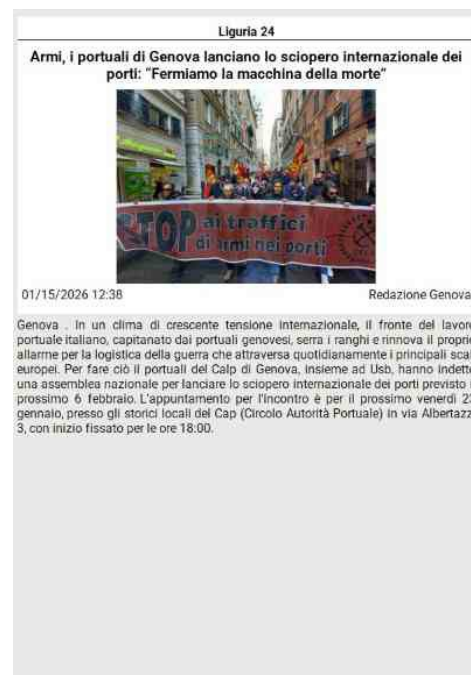 Liguria 24
Armi, i portuali di Genova lanciano lo sciopero internazionale dei
porti: “Fermiamo la macchina della morte”
STOP ai traffici
di armi nei porti
01/15/2026 12:38
Redazione Genova
Genova . In un clima di crescente tensione internazionale, il fronte del lavoro
portuale italiano, capitanato dai portuali genovesi, serra i ranghi e rinnova il proprio
allarme per la logistica della guerra che attraversa quotidianamente i principali scal
europei. Per fare ciò il portuali del Calp di Genova, insieme ad Usb, hanno indetto
una assemblea nazionale per lanciare lo sciopero internazionale dei porti previsto i
prossimo 6 febbraio. L'appuntamento per l'incontro è per il prossimo venerdì 23
gennaio, presso gli storici locali del Cap (Circolo Autorità Portuale) in via Albertazz
3, con inizio fissato per le ore 18:00.